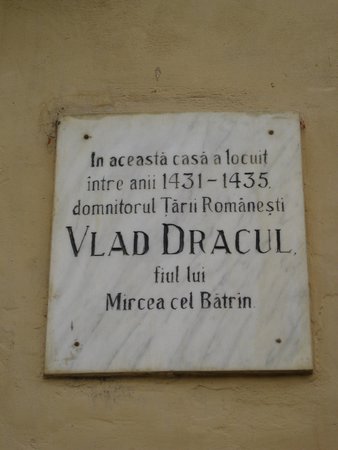 In această casă a locuit
între anii 1431-1435,
domnitorul Țării Românești
VLAD DRACUL,
fiul lui
Mircea cel Bătrîn.